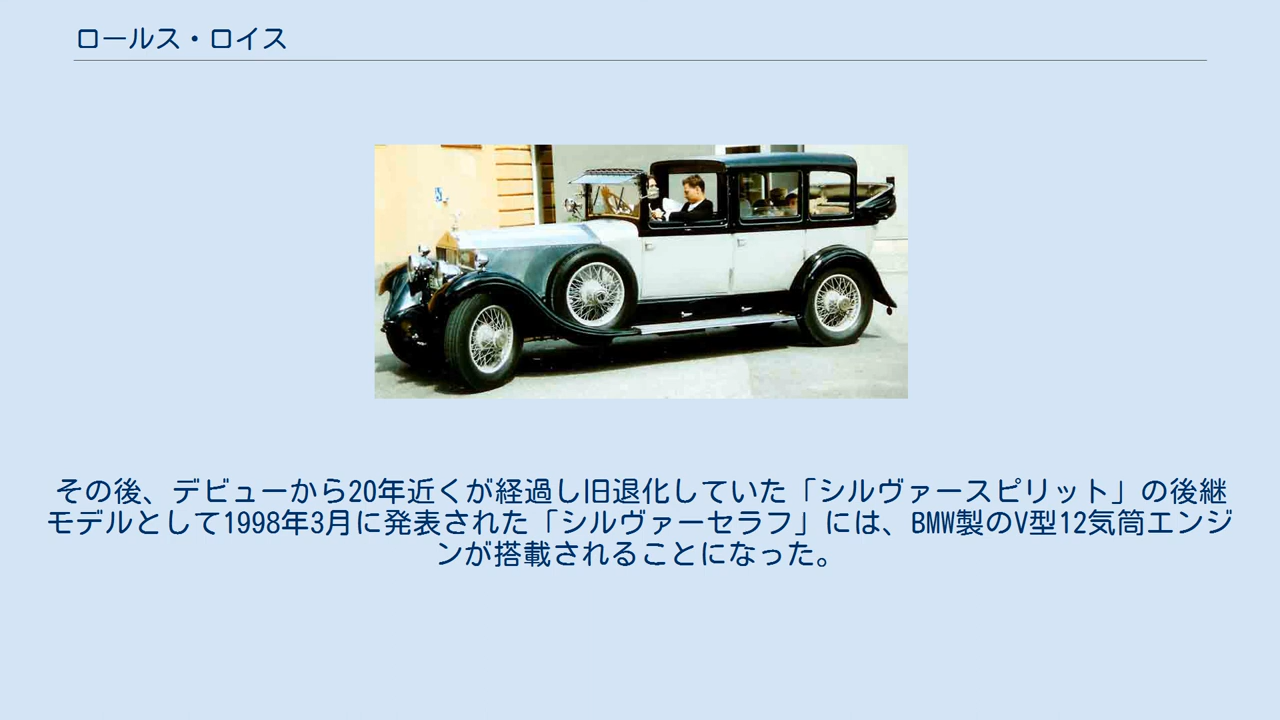 ロールス・ロイス
その後、デビューから20年近くが経過し旧退化していた「シルヴァースピリット」の後継
モデルとして1998年3月に発表された「シルヴァーセラフ」には、BMW製のV型12気筒エンジ
ンが搭載されることになった。